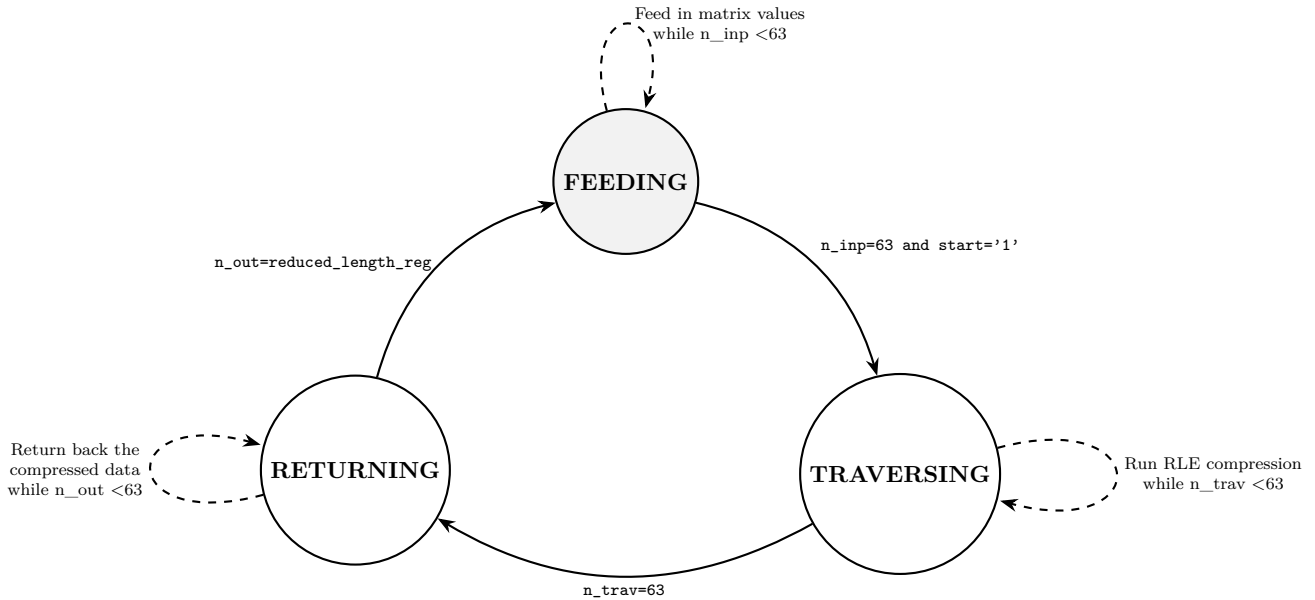 Feed in matrix values
while n_inp <63
FEEDING
n_inp=63 and start='1'
n_out=reduced_length_reg
Return back the
compressed data
while n_out <63
RETURNING
TRAVERSING
Run RLE compression
while n_trav <63
n_trav=63